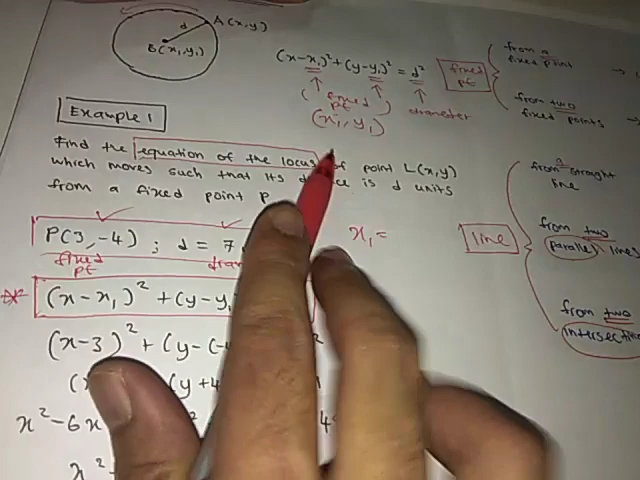 d
A(x,y)
B(x₁,y₁)
(x-x₁)²+(y-y₁)² = d²
(fixed pt)
(x₁, y₁)
fixed pt
from a fixed point
from two fixed points
Example 1
Find the equation of the locus of point L(x,y)
which moves such that its is d units
from a fixed point P
P(3,-4) ; d = 7
fixed pt
x₁ =
(x-x₁)² + (y-y₁
(x-3)² + (y-(-4
(y+4
x² - 6x
x²
line
from a straight line
from two parallel lines
from two